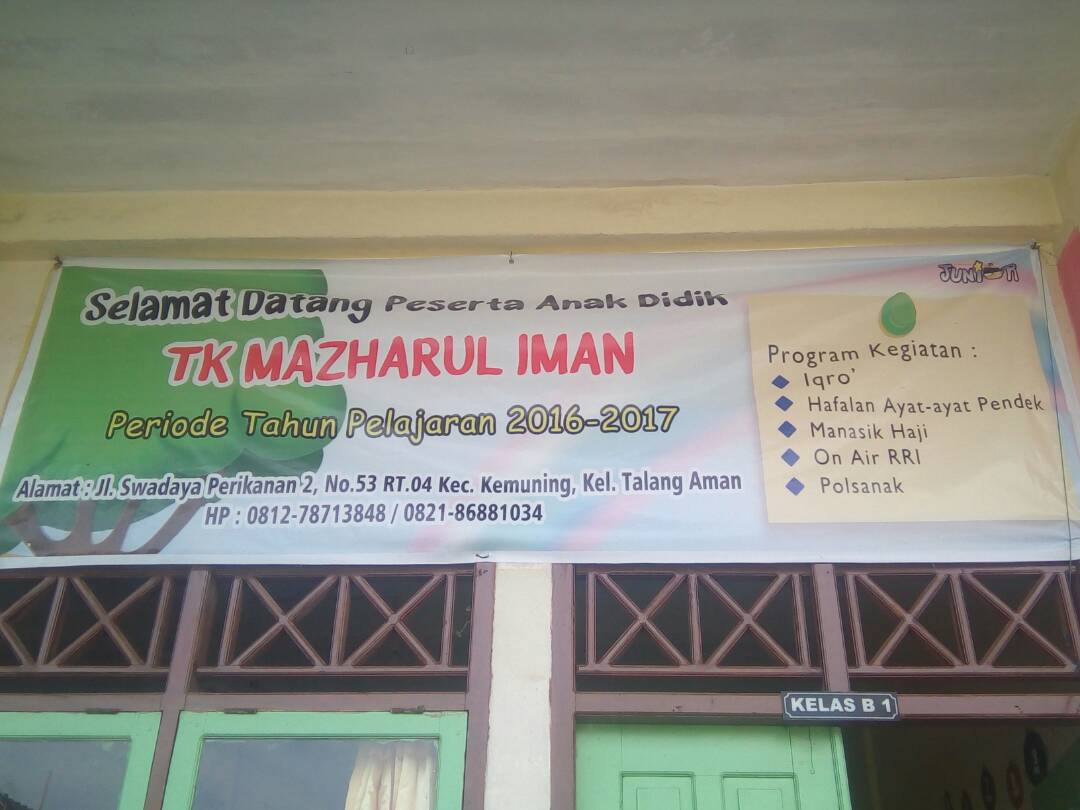 JUNIOTI
Selamat Datang Peserta Anak Didik
TK MAZHARUL IMAN
Periode Tahun Pelajaran 2016-2017
Alamat : Jl. Swadaya Perikanan 2, No.53 RT.04 Kec. Kemuning, Kel. Talang Aman
HP : 0812-78713848 / 0821-86881034
Program Kegiatan :
Iqro'
Hafalan Ayat-ayat Pendek
Manasik Haji
On Air RRI
Polsanak
KELAS B 1